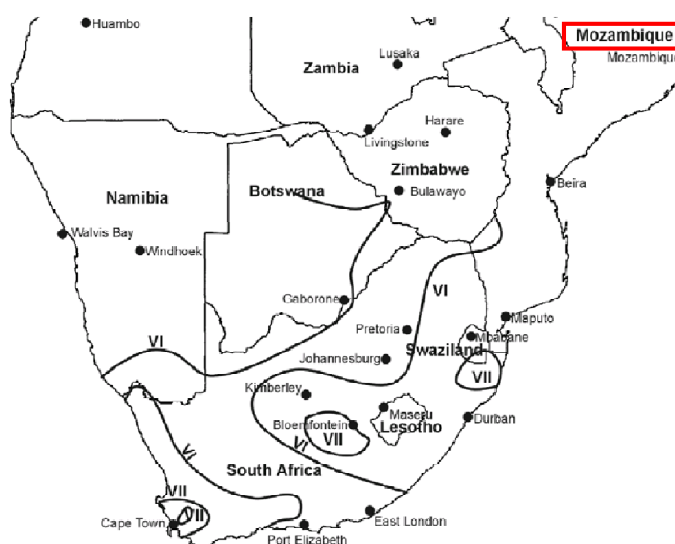 Huambo
Mozambique
Mozambique
Lusaka
Zambia
Harare
Livingstone
Zimbabwe
Beira
Namibia
Botswana
Bulawayo
Walvis Bay
Windhoek
Gaborone
VI
Maputo
Pretoria
Mbabane
Swaziland
VI
Johannesburg
VII
Kimberley
Maseru
Lesotho
Durban
Bloemfontein
VII
VI
VI
South Africa
VII
VII
Cape Town
East London
Port Elizabeth